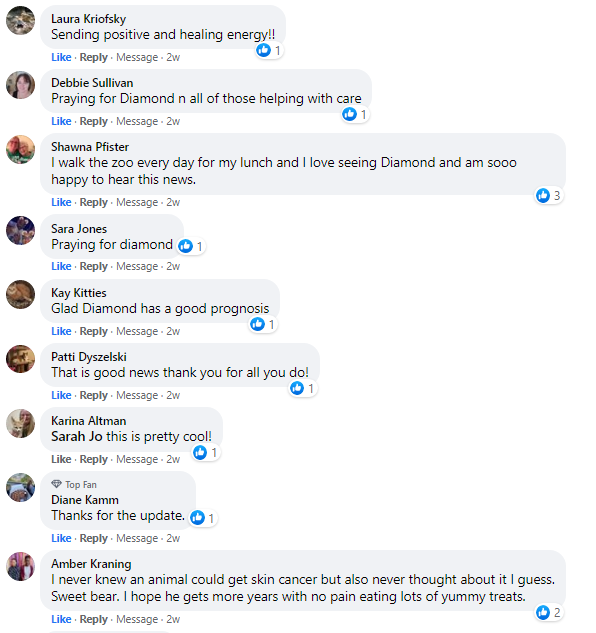 Laura Kriofsky
Sending positive and healing energy!!
1
Like · Reply · Message · 2w
Debbie Sullivan
Praying for Diamond n all of those helping with care
1
Like · Reply · Message · 2w
Shawna Pfister
I walk the zoo every day for my lunch and I love seeing Diamond and am sooo
happy to hear this news.
3
Like · Reply · Message · 2w
Sara Jones
Praying for diamond 1
Like · Reply · Message · 2w
Kay Kitties
Glad Diamond has a good prognosis
1
Like · Reply · Message · 2w
Patti Dyszelski
That is good news thank you for all you do!
1
Like · Reply · Message · 2w
Karina Altman
Sarah Jo this is pretty cool!
1
Like · Reply · Message · 2w
Top Fan
Diane Kamm
Thanks for the update. 1
Like · Reply · Message · 2w
Amber Kraning
I never knew an animal could get skin cancer but also never thought about it I guess.
Sweet bear. I hope he gets more years with no pain eating lots of yummy treats.
2
Like · Reply · Message · 2w